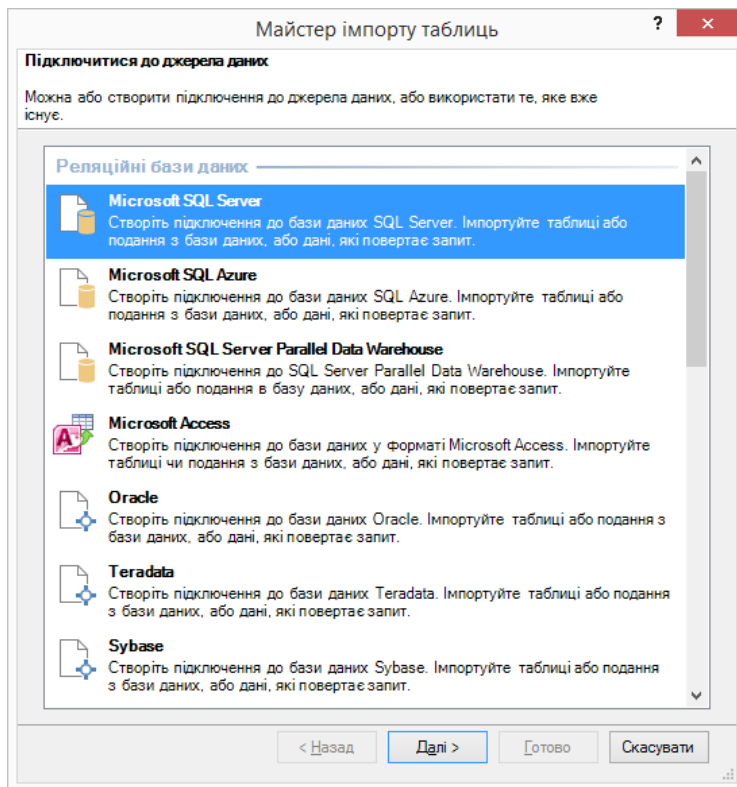 Майстер імпорту таблиць
?
Підключитися до джерела даних
Можна або створити підключення до джерела даних, або використати те, яке вже
існує.
Реляційні бази даних
Microsoft SQL Server
Створіть підключення до бази даних SQL Server. Імпортуйте таблиці або
подання з бази даних, або дані, які повертає запит.
Microsoft SQL Azure
Створіть підключення до бази даних SQL Azure. Імпортуйте таблиці або
подання з бази даних, або дані, які повертає запит.
Microsoft SQL Server Parallel Data Warehouse
Створіть підключення до SQL Server Parallel Data Warehouse. Імпортуйте
таблиці або подання в базу даних, або дані, які повертає запит.
Microsoft Access
Створіть підключення до бази даних у форматі Microsoft Access. Імпортуйте
таблиці чи подання з бази даних, або дані, які повертає запит.
Oracle
Створіть підключення до бази даних Oracle. Імпортуйте таблиці або подання з
бази даних, або дані, які повертає запит.
Teradata
Створіть підключення до бази даних Teradata. Імпортуйте таблиці або подання
з бази даних, або дані, які повертає запит.
Sybase
Створіть підключення до бази даних Sybase. Імпортуйте таблиці або подання
з бази даних, або дані, які повертає запит.
< Назад Далі > Готово Скасувати